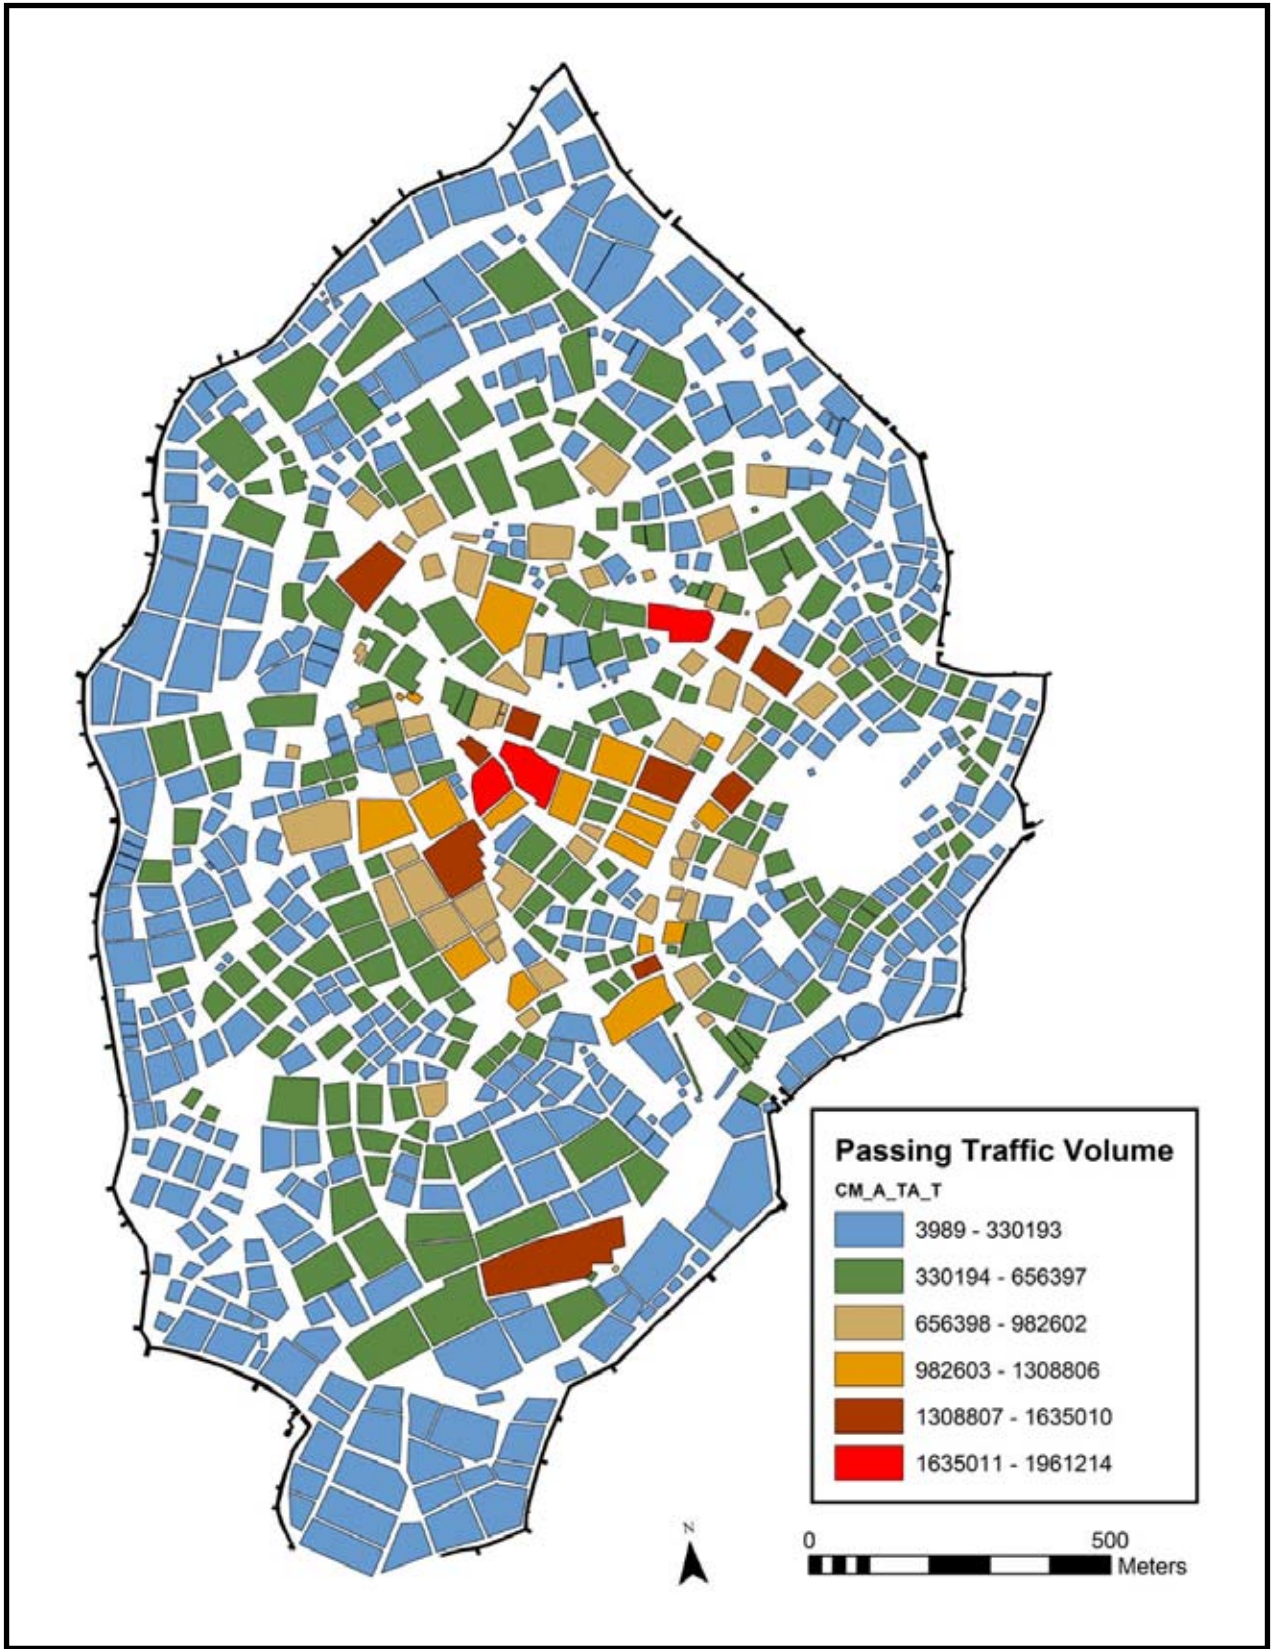 Passing Traffic Volume
CM_A_TA_T
3989 - 330193
330194 - 656397
656398 - 982602
982603 - 1308806
1308807 - 1635010
1635011 - 1961214
N
0 500
Meters